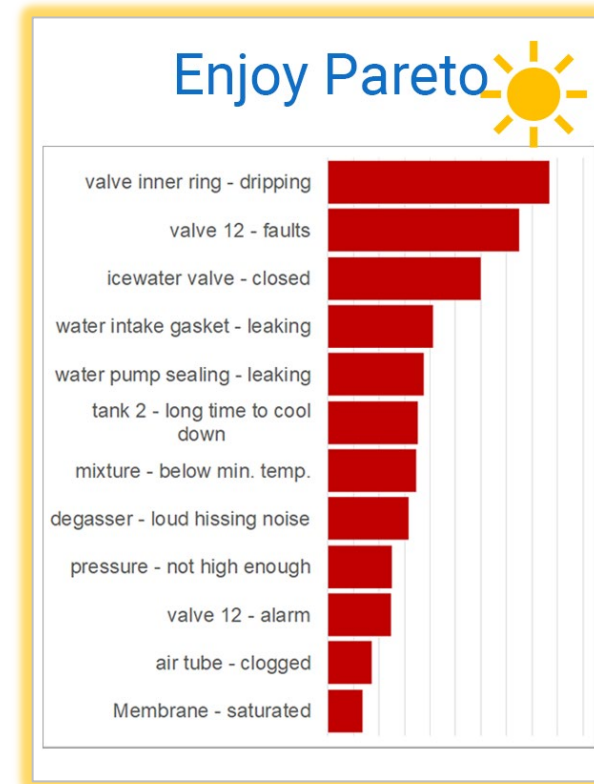 Enjoy Pareto
valve inner ring - dripping
valve 12 - faults
icewater valve - closed
water intake gasket - leaking
water pump sealing - leaking
tank 2 - long time to cool
down
mixture - below min. temp.
degasser - loud hissing noise
pressure - not high enough
valve 12 - alarm
air tube - clogged
Membrane - saturated